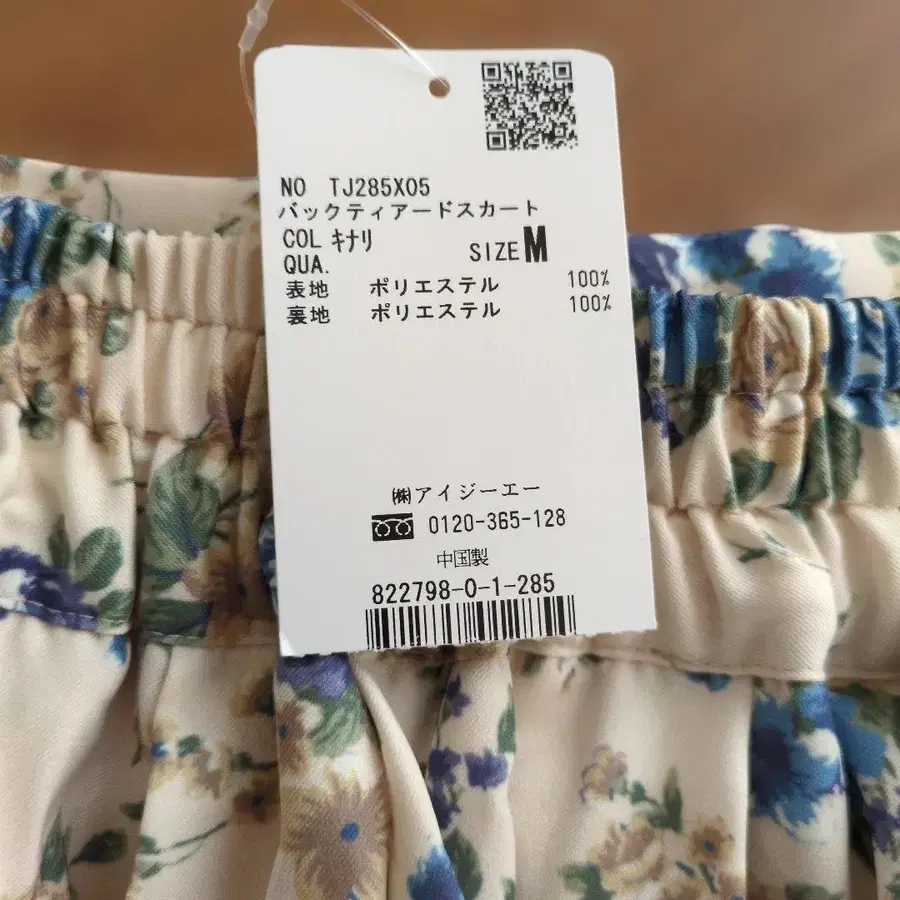 NO TJ285X05
バックティアードスカート
COL ｷﾅﾘ SIZE M
QUA.
表地 ポリエステル 100%
裏地 ポリエステル 100%
㈱アイジーエー
0120-365-128
中国製
822798-0-1-285